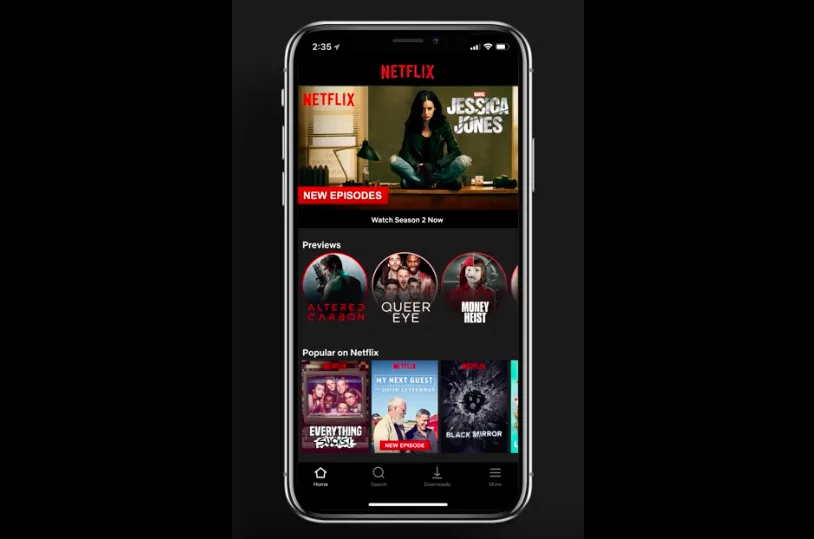 2:35
NETFLIX
NETFLIX
MARVEL
JESSICA
JONES
NEW EPISODES
Watch Season 2 Now
Previews
ALTERED
CARBON
QUEER
EYE
MONEY
HEIST
Popular on Netflix
NETFLIX
EVERYTHING
SUCKS!
NETFLIX
MY NEXT GUEST
DAVID LETTERMAN
NEW EPISODE
NETFLIX
BLACK MIRROR
Home
Search
Downloads
More